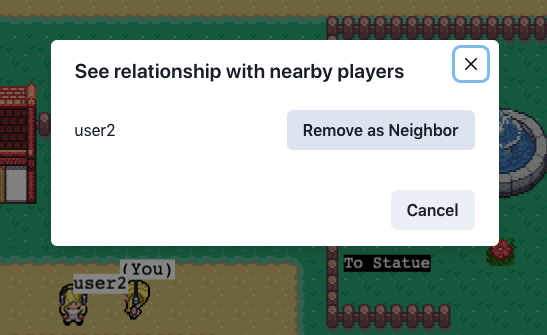 See relationship with nearby players
user2
Remove as Neighbor
Cancel
To Statue
(You)
user2